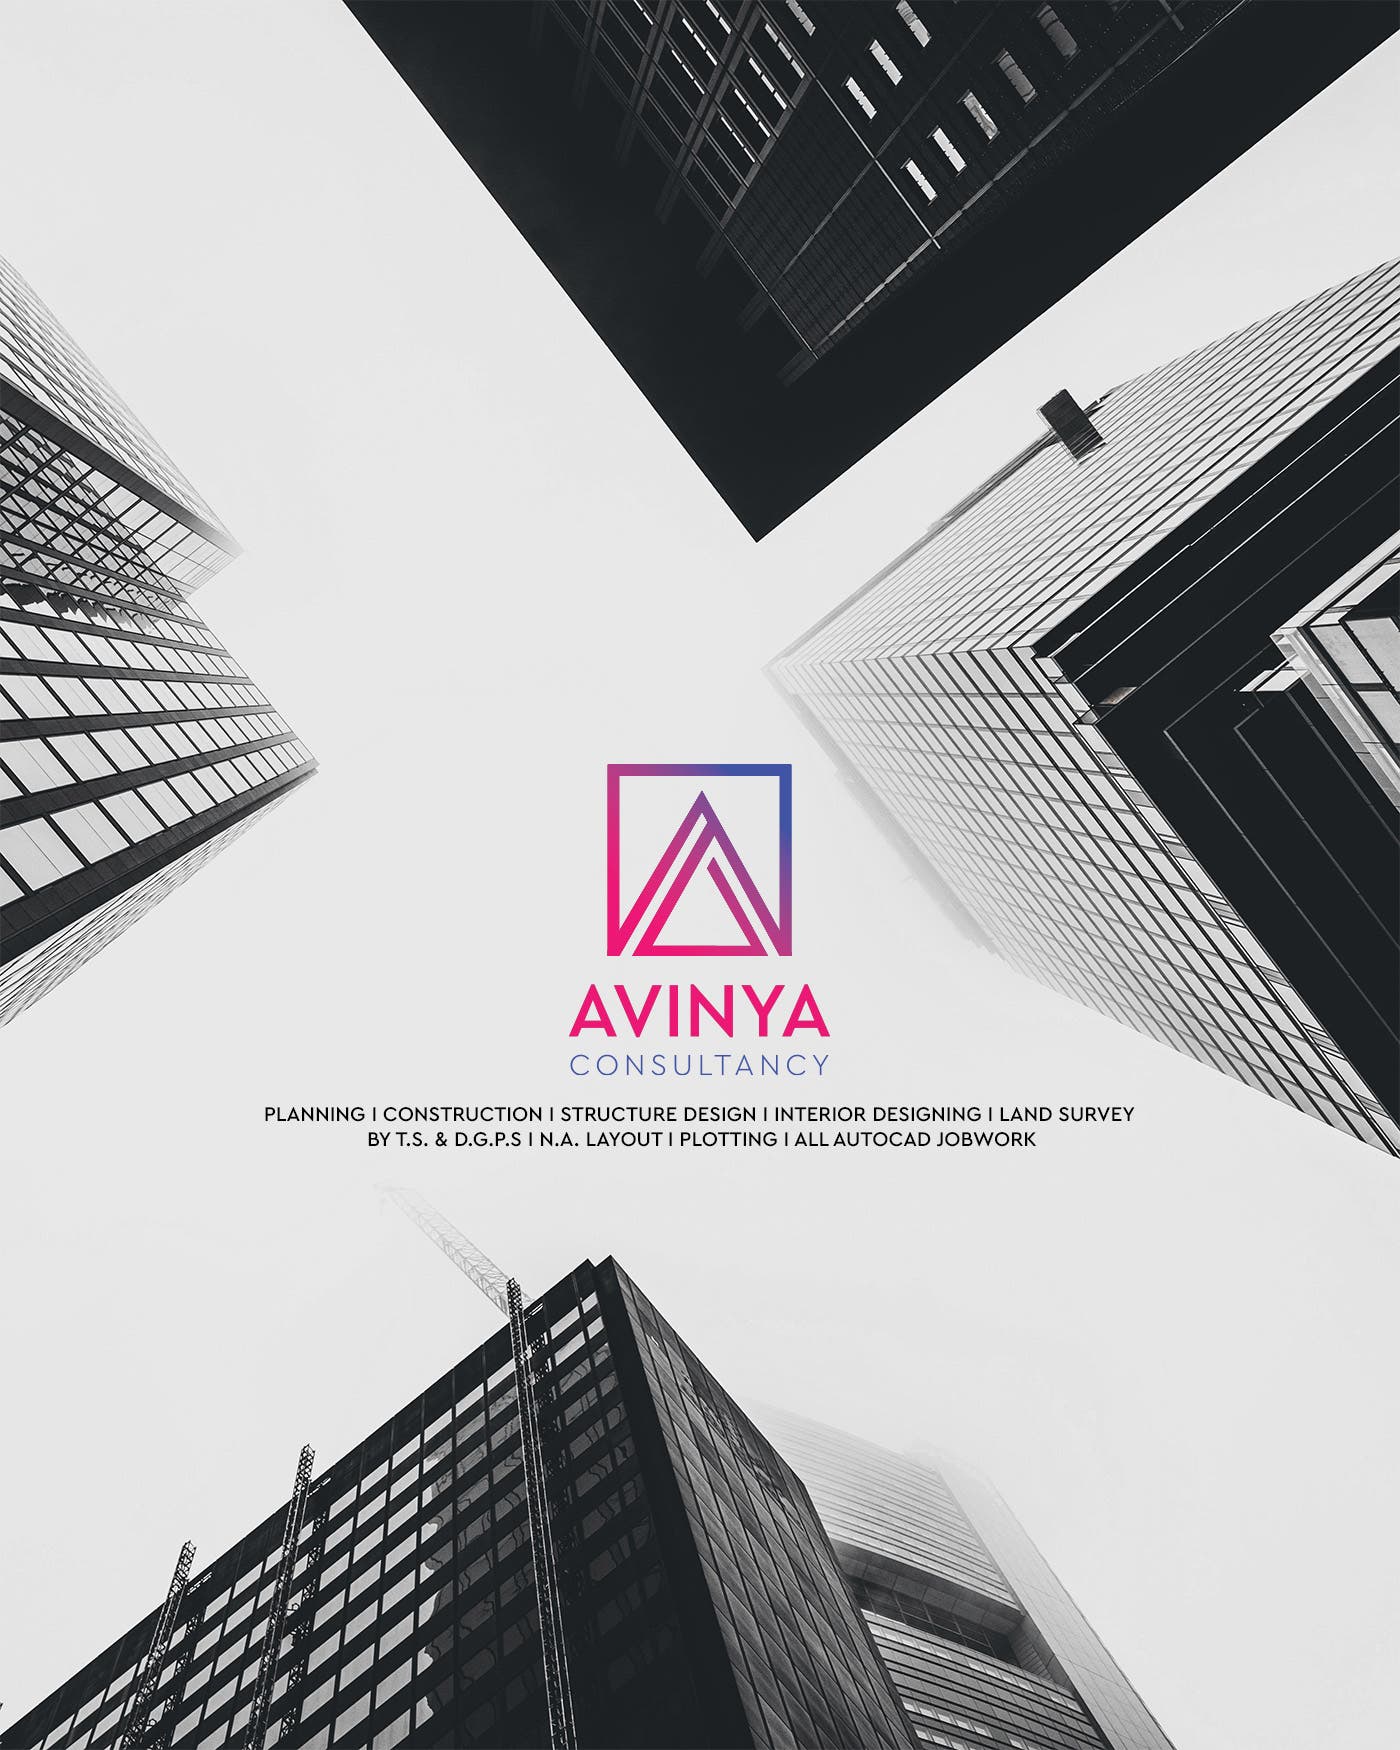 AVINYA
CONSULTANCY
PLANNING I CONSTRUCTION I STRUCTURE DESIGN I INTERIOR DESIGNING I LAND SURVEY
BY T.S. & D.G.P.S I N.A. LAYOUT I PLOTTING I ALL AUTOCAD JOBWORK